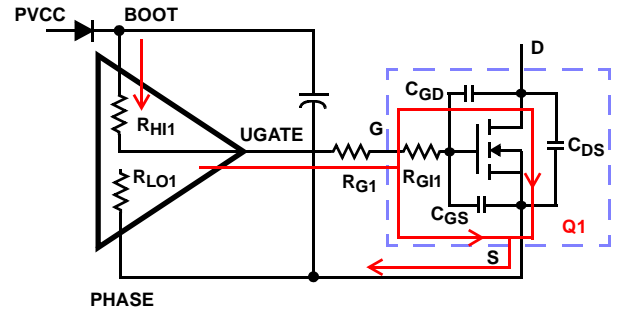 PVCC
BOOT
D
CGD
RHI1
UGATE
G
CDS
RLO1
RG1
RGI1
CGS
Q1
S
PHASE